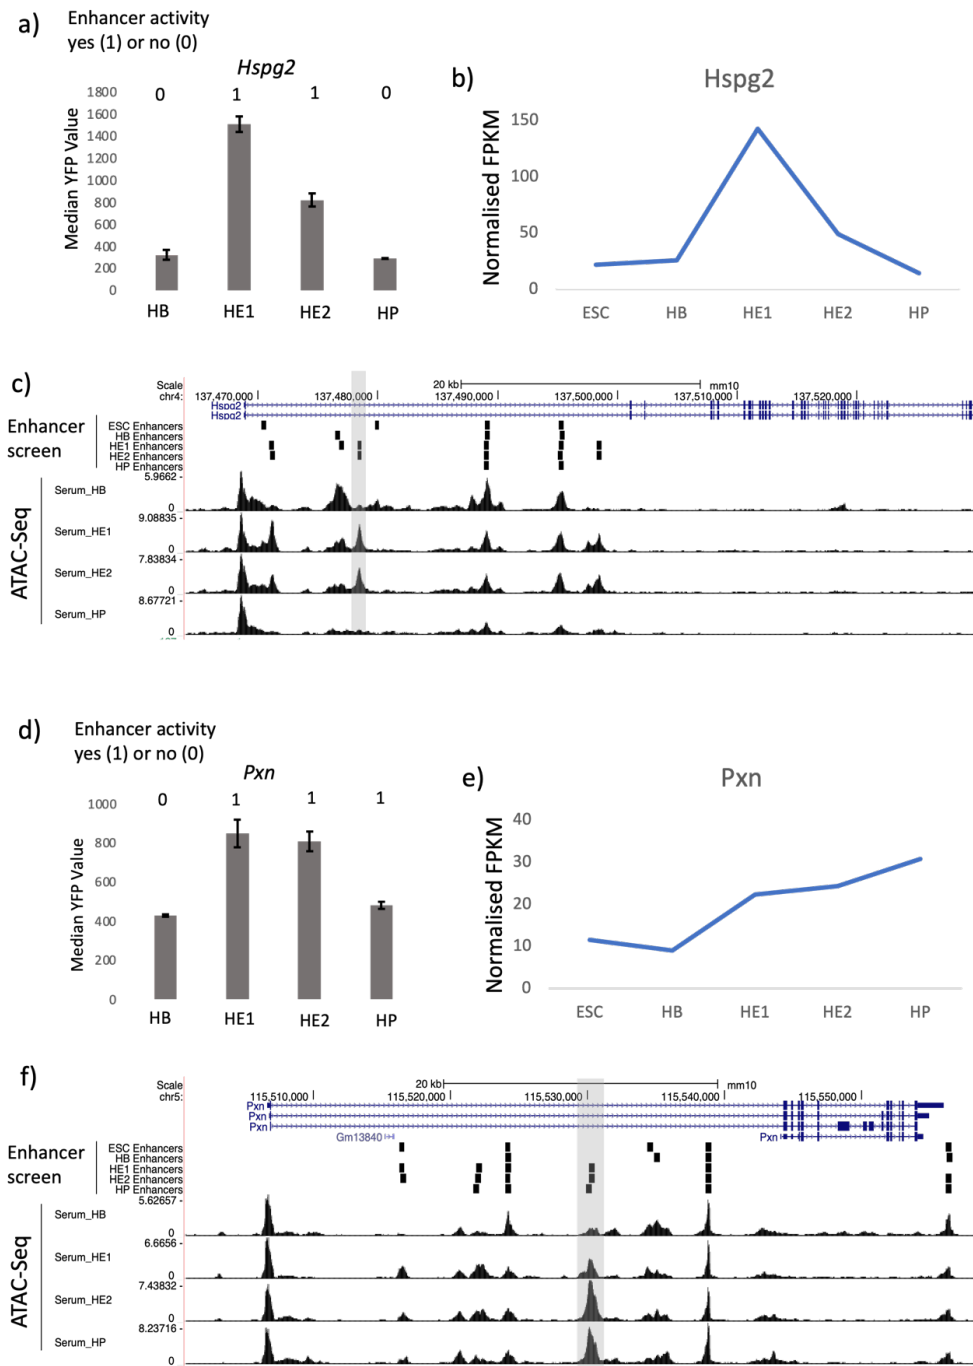 a)
Enhancer activity
yes (1) or no (0)
Hspg2
0 1 1 0
Median YFP Value
1800
1600
1400
1200
1000
800
600
400
200
0
HB HE1 HE2 HP
b)
Hspg2
Normalised FPKM
150
100
50
0
ESC HB HE1 HE2 HP
c)
Scale 20 kb mm10
chr4: 137,470,000 137,480,000 137,490,000 137,500,000 137,510,000 137,520,000
Hspg2
Hspg2
Enhancer
screen
ESC Enhancers
HB Enhancers
HE1 Enhancers
HE2 Enhancers
HP Enhancers
ATAC-Seq
5.9662 -
Serum_HB
0
9.08835 -
Serum_HE1
0
7.83834 -
Serum_HE2
0
8.67721 -
Serum_HP
0
d)
Enhancer activity
yes (1) or no (0)
Pxn
0 1 1 1
Median YFP Value
1000
800
600
400
200
0
HB HE1 HE2 HP
e)
Pxn
Normalised FPKM
40
30
20
10
0
ESC HB HE1 HE2 HP
f)
Scale 20 kb mm10
chr5: 115,510,000 115,520,000 115,530,000 115,540,000 115,550,000
Pxn
Pxn
Pxn
Gm13840 Pxn
Enhancer
screen
ESC Enhancers
HB Enhancers
HE1 Enhancers
HE2 Enhancers
HP Enhancers
ATAC-Seq
5.62657 -
Serum_HB
0
6.6656 -
Serum_HE1
0
7.43832 -
Serum_HE2
0
8.23716 -
Serum_HP
0